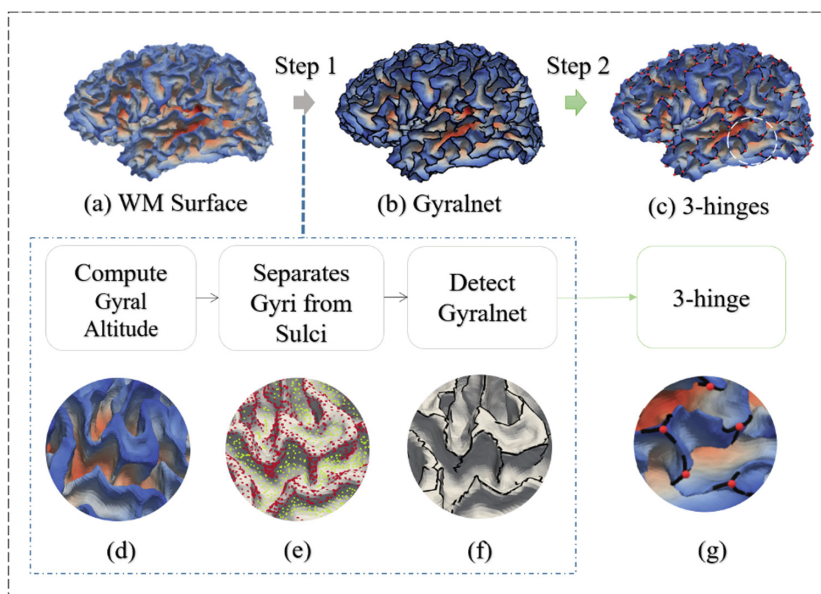 Step 1
Step 2
(a) WM Surface
(b) Gyralnet
(c) 3-hinges
Compute
Gyral
Altitude
Separates
Gyri from
Sulci
Detect
Gyralnet
3-hinge
(d)
(e)
(f)
(g)